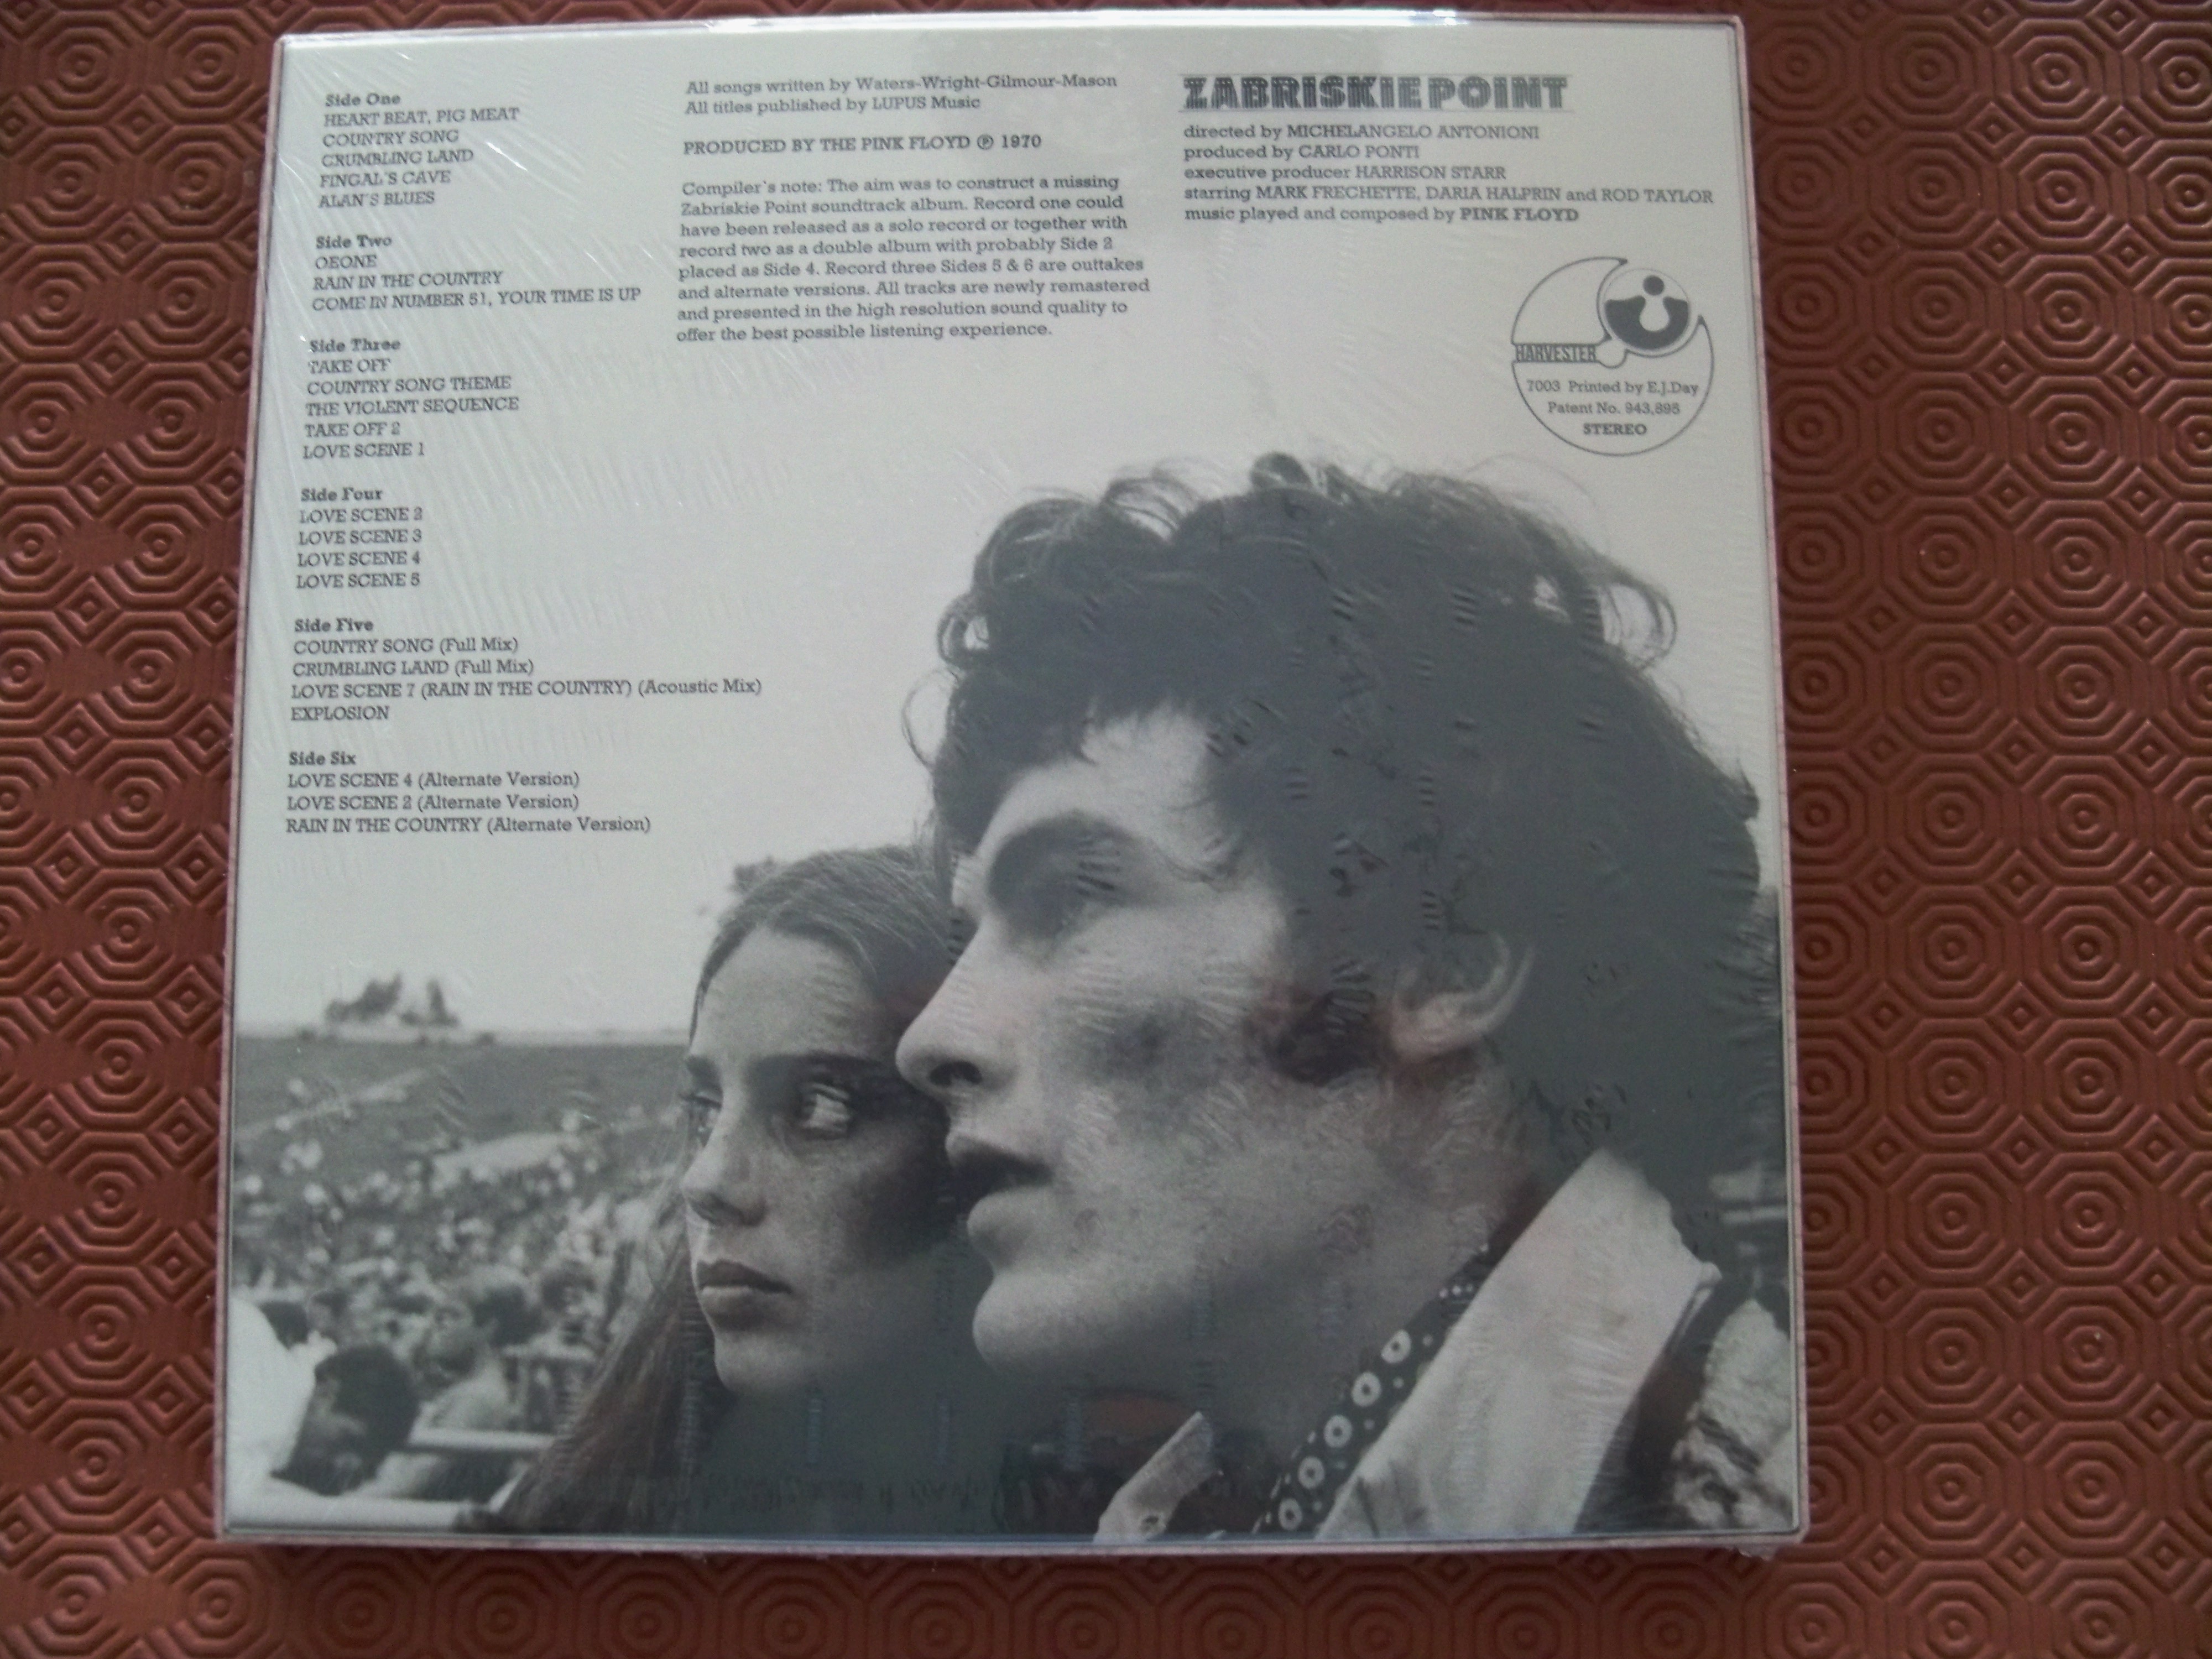 Side One
HEART BEAT, PIG MEAT
COUNTRY SONG
CRUMBLING LAND
FINGAL'S CAVE
ALAN'S BLUES
Side Two
OEONE
RAIN IN THE COUNTRY
COME IN NUMBER 51, YOUR TIME IS UP
Side Three
TAKE OFF
COUNTRY SONG THEME
THE VIOLENT SEQUENCE
TAKE OFF 2
LOVE SCENE 1
Side Four
LOVE SCENE 2
LOVE SCENE 3
LOVE SCENE 4
LOVE SCENE 5
Side Five
COUNTRY SONG (Full Mix)
CRUMBLING LAND (Full Mix)
LOVE SCENE 7 (RAIN IN THE COUNTRY) (Acoustic Mix)
EXPLOSION
Side Six
LOVE SCENE 4 (Alternate Version)
LOVE SCENE 2 (Alternate Version)
RAIN IN THE COUNTRY (Alternate Version)
All songs written by Waters-Wright-Gilmour-Mason
All titles published by LUPUS Music
PRODUCED BY THE PINK FLOYD ℗ 1970
Compiler`s note: The aim was to construct a missing
Zabriskie Point soundtrack album. Record one could
have been released as a solo record or together with
record two as a double album with probably Side 2
placed as Side 4. Record three Sides 5 & 6 are outtakes
and alternate versions. All tracks are newly remastered
and presented in the high resolution sound quality to
offer the best possible listening experience.
ZABRISKIE POINT
directed by MICHELANGELO ANTONIONI
produced by CARLO PONTI
executive producer HARRISON STARR
starring MARK FRECHETTE, DARIA HALPRIN and ROD TAYLOR
music played and composed by PINK FLOYD
HARVESTER
7003 Printed by E.J.Day
Patent No. 943,895
STEREO